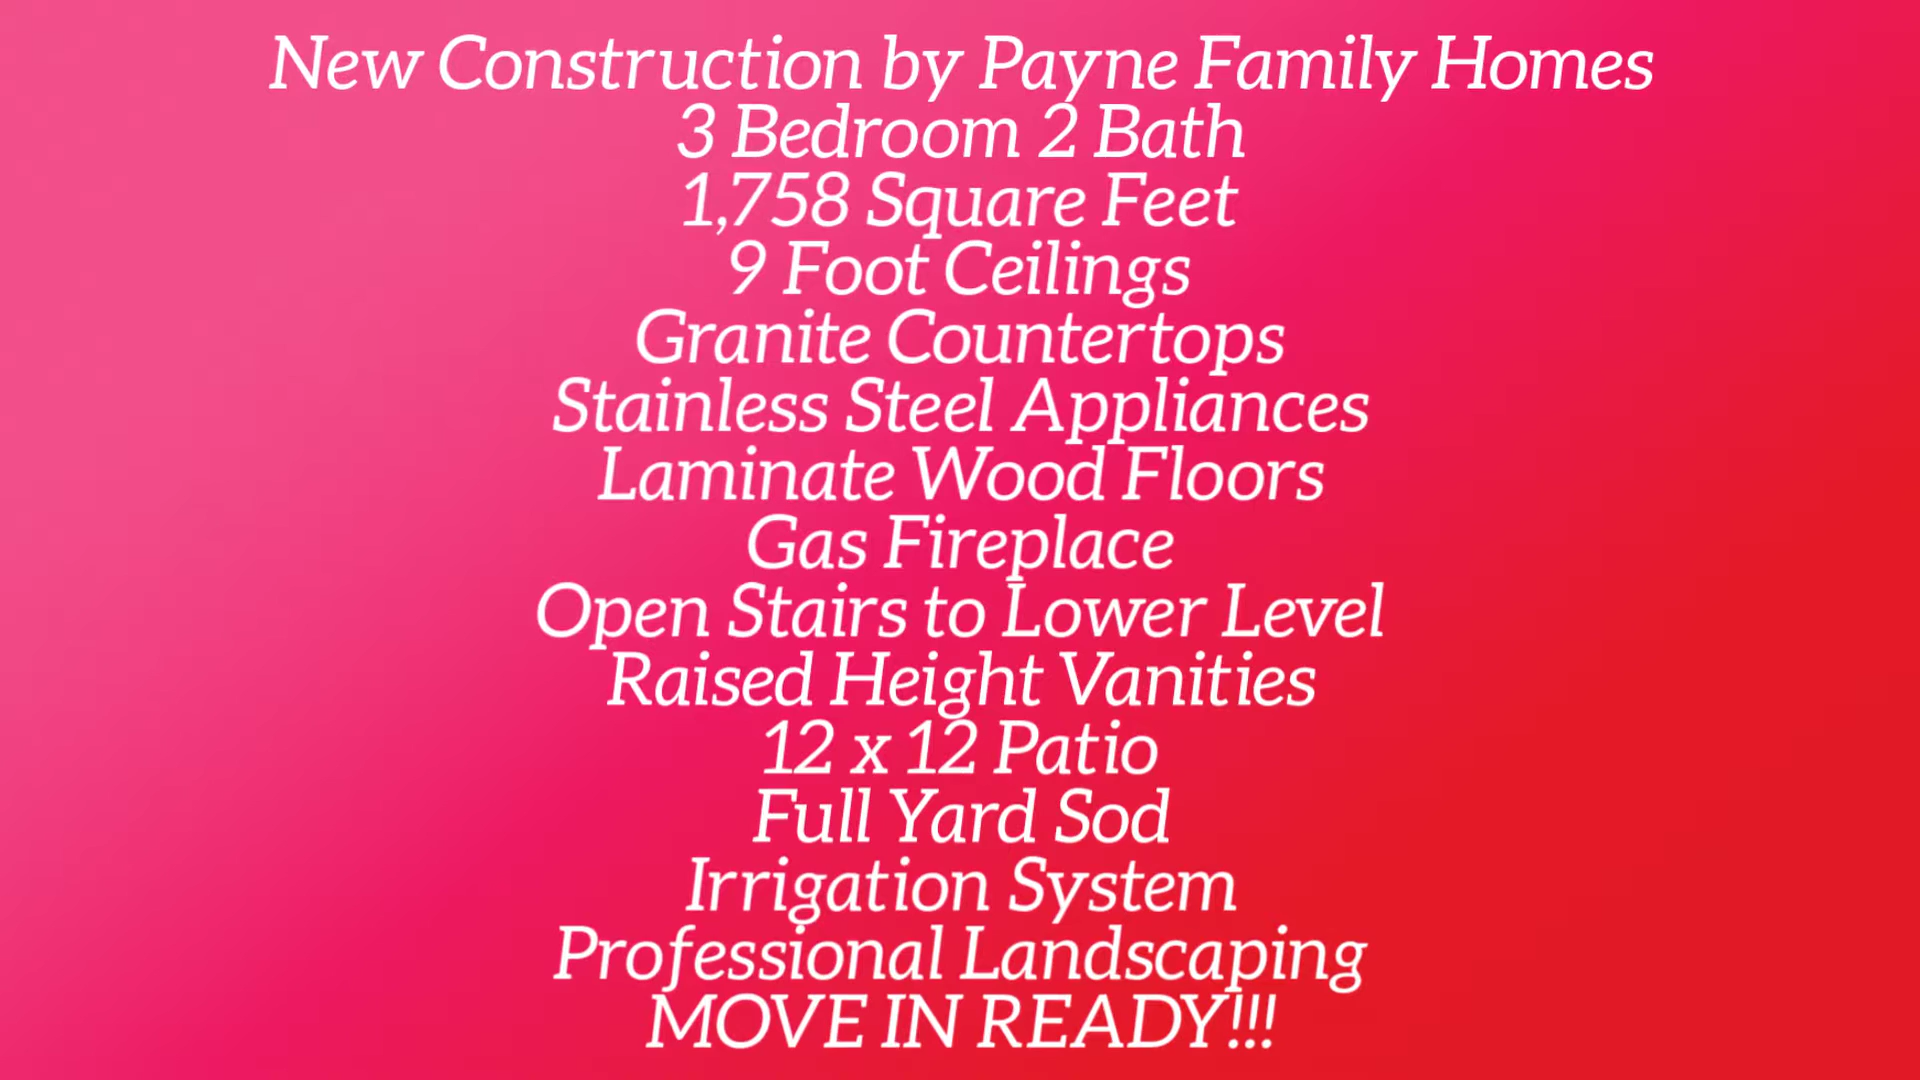 New Construction by Payne Family Homes
3 Bedroom 2 Bath
1,758 Square Feet
9 Foot Ceilings
Granite Countertops
Stainless Steel Appliances
Laminate Wood Floors
Gas Fireplace
Open Stairs to Lower Level
Raised Height Vanities
12 x 12 Patio
Full Yard Sod
Irrigation System
Professional Landscaping
MOVE IN READY!!!